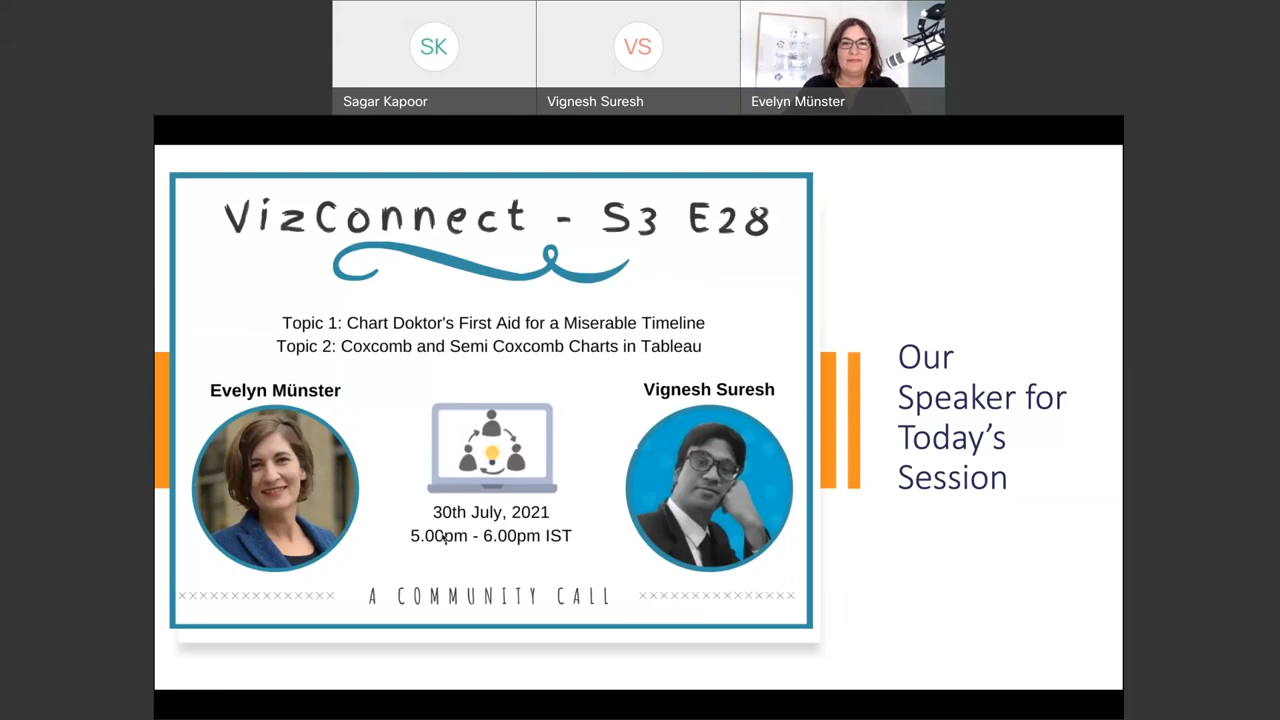 SK
VS
Sagar Kapoor
Vignesh Suresh
Evelyn Münster
VizConnect - S3 E28
Topic 1: Chart Doktor's First Aid for a Miserable Timeline
Topic 2: Coxcomb and Semi Coxcomb Charts in Tableau
Evelyn Münster
Vignesh Suresh
30th July, 2021
5.00pm - 6.00pm IST
A COMMUNITY CALL
Our
Speaker for
Today's
Session